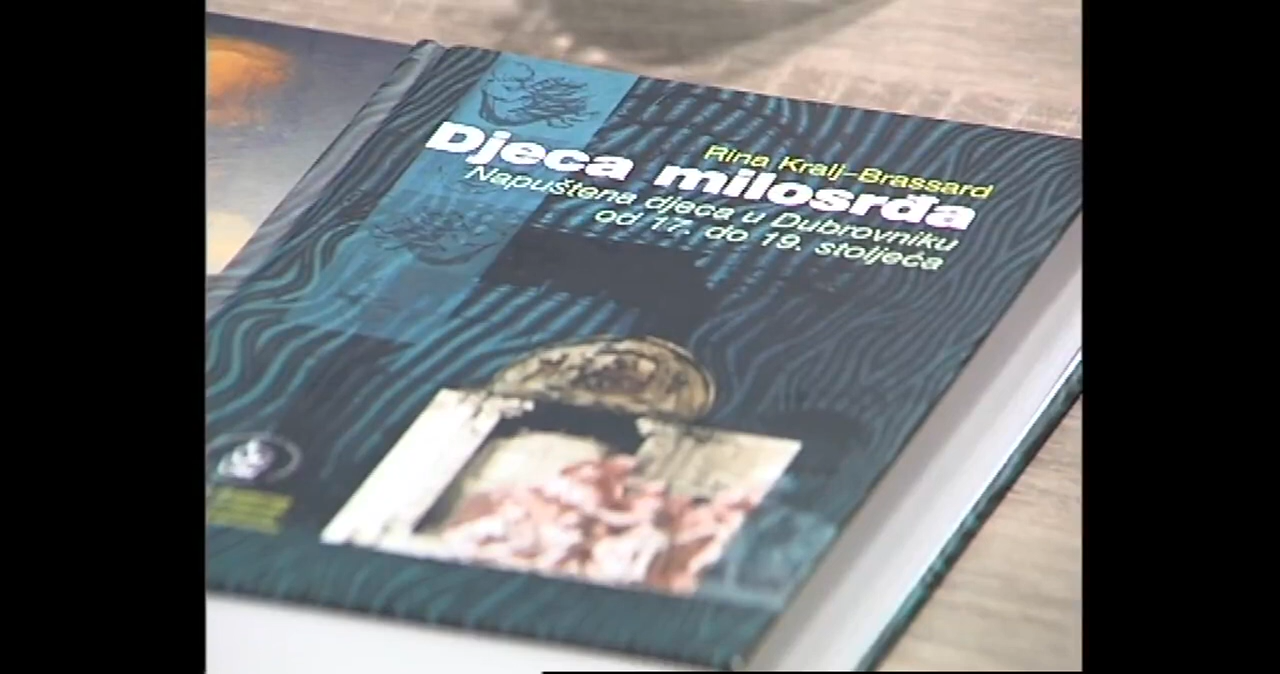 Rina Kralj-Brassard
Djeca milosrđa
Napuštena djeca u Dubrovniku
od 17. do 19. stoljeća